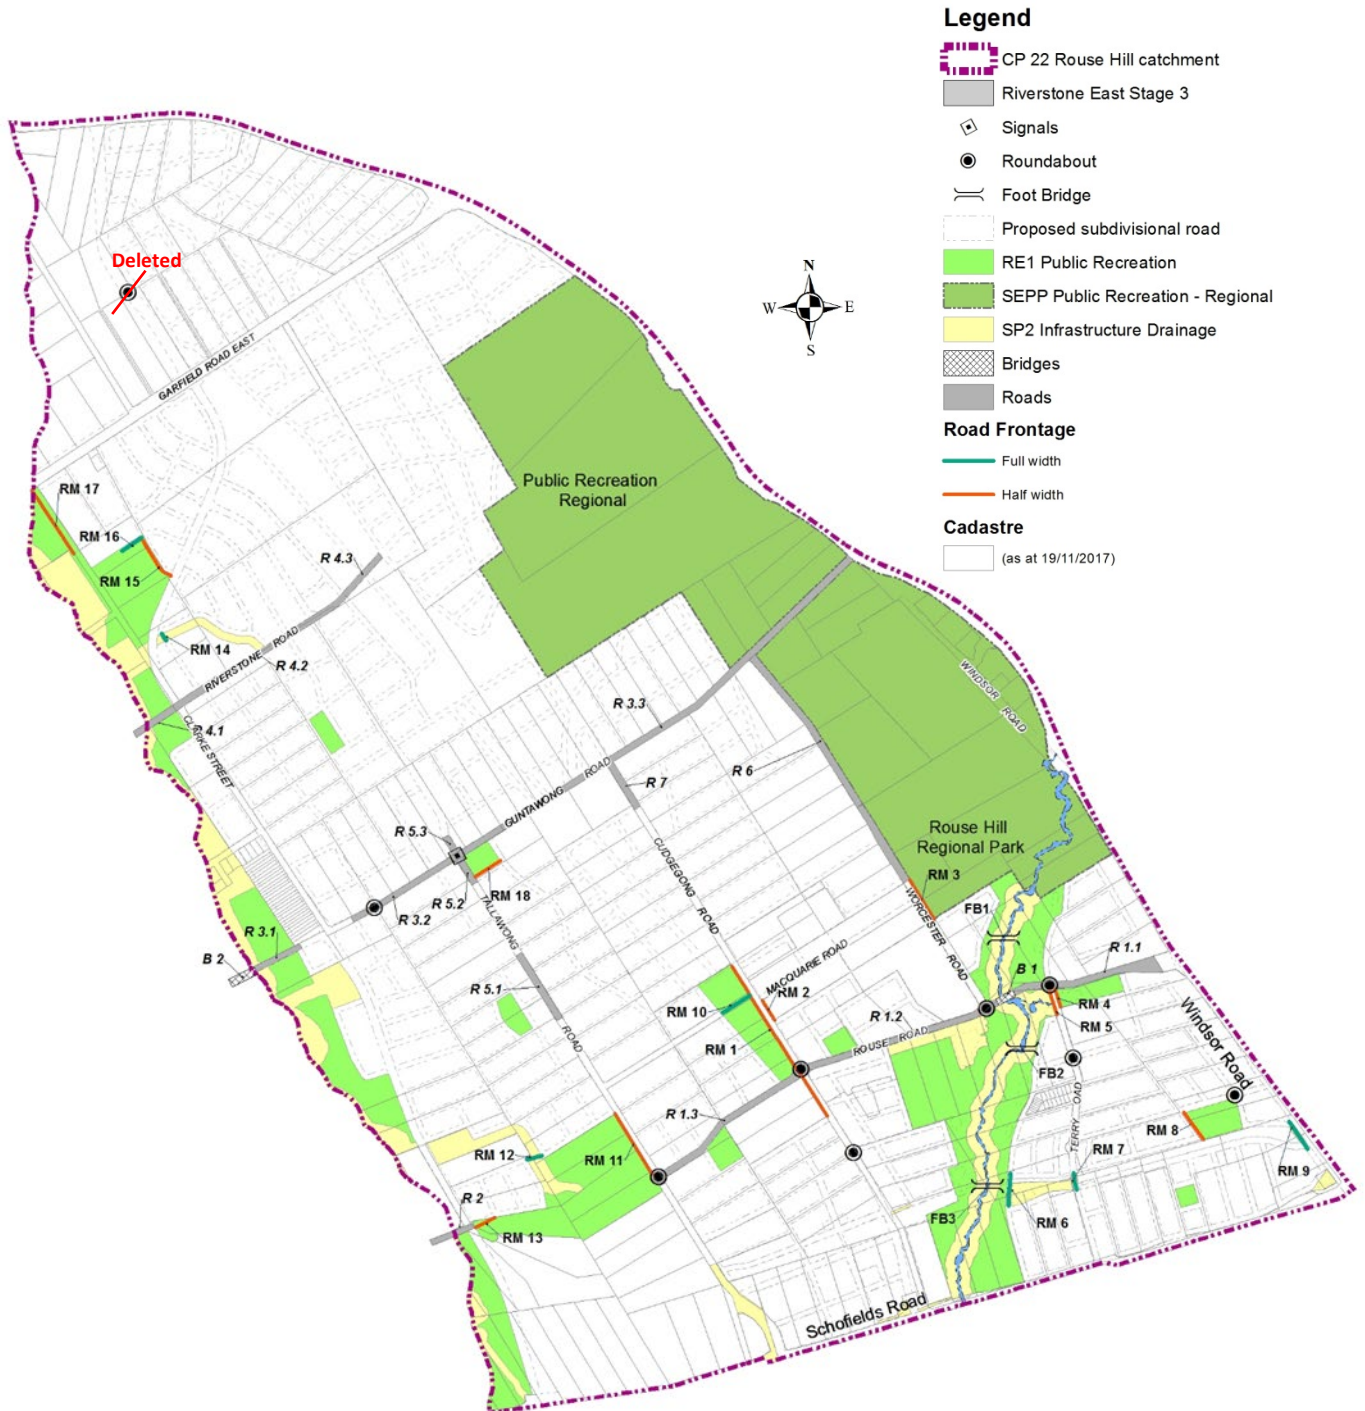 Legend
CP 22 Rouse Hill catchment
Riverstone East Stage 3
Signals
Roundabout
Foot Bridge
Proposed subdivisional road
RE1 Public Recreation
SEPP Public Recreation - Regional
SP2 Infrastructure Drainage
Bridges
Roads
Road Frontage
Full width
Half width
Cadastre
(as at 19/11/2017)
N
W
E
S
Deleted
GARFIELD ROAD EAST
Public Recreation
Regional
RM 17
RM 16
RM 15
R 4.3
RM 14
RIVERSTONE ROAD
R 4.2
R 4.1
CLARKE STREET
WINDSOR ROAD
R 3.3
R 6
R 7
GUNTAWONG ROAD
R 5.3
Rouse Hill
Regional Park
CUDGEGONG ROAD
RM 3
RM 18
R 5.2
R 3.2
TALLAWONG ROAD
WORCESTER ROAD
FB1
R 3.1
B 2
MACQUARIE ROAD
R 1.1
B 1
R 5.1
RM 2
RM 10
RM 4
R 1.2
RM 5
RM 1
ROUSE ROAD
Windsor Road
FB2
R 1.3
TERRY OAD
RM 8
RM 12
RM 11
RM 7
RM 9
R 2
FB3
RM 6
RM 13
Schofields Road